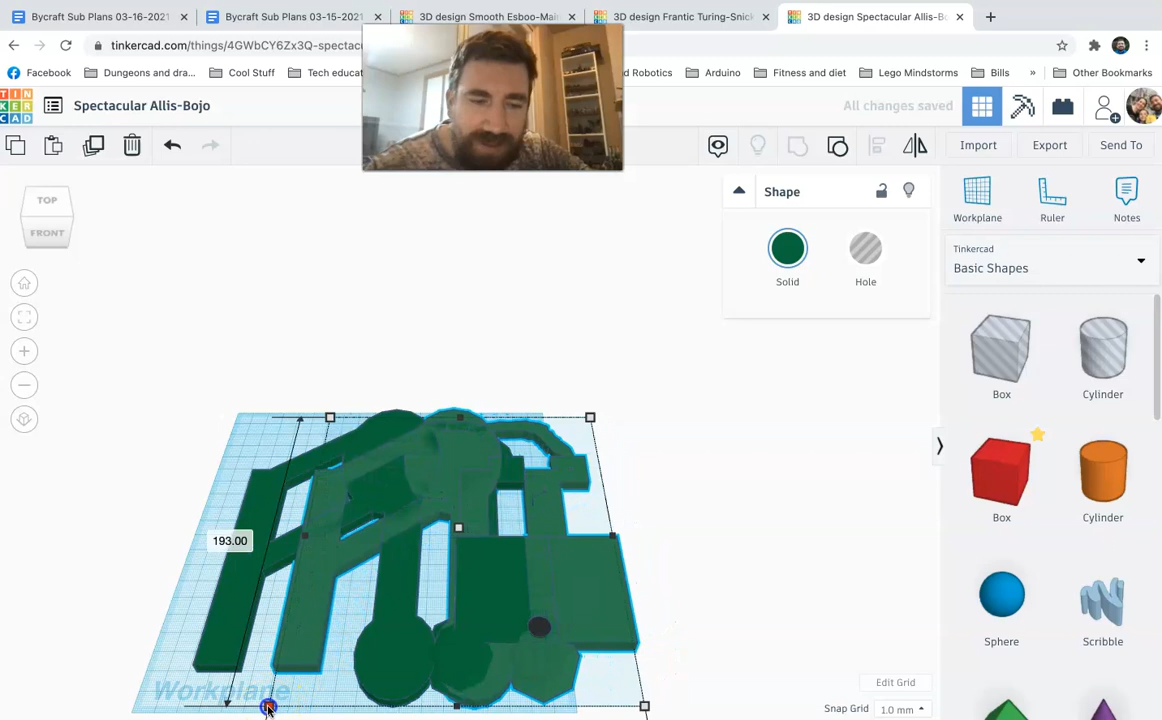 Bycraft Sub Plans 03-16-2021
Bycraft Sub Plans 03-15-2021
3D design Smooth Esboo-Mai
3D design Frantic Turing-Snick
3D design Spectacular Allis-Bo
tinkercad.com/things/4GWbCY6Zx3Q-spectac
Facebook
Dungeons and dra...
Cool Stuff
Tech educat
d Robotics
Arduino
Fitness and diet
Lego Mindstorms
Bills
»
Other Bookmarks
TIN
KER
CAD
Spectacular Allis-Bojo
All changes saved
Import
Export
Send To
TOP
FRONT
Shape
Solid
Hole
Workplane
Ruler
Notes
Tinkercad
Basic Shapes
Box
Cylinder
Box
Cylinder
Sphere
Scribble
193.00
Workplane
Edit Grid
Snap Grid
1.0 mm